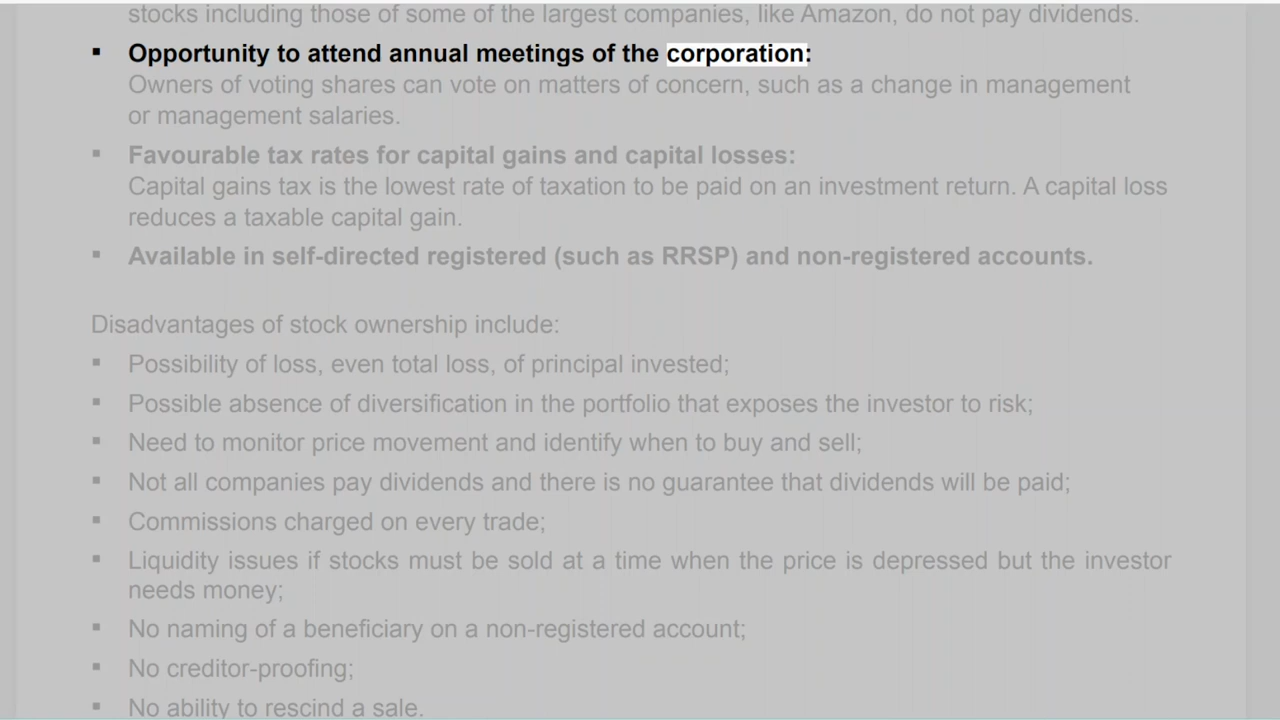 stocks including those of some of the largest companies, like Amazon, do not pay dividends.
▪ Opportunity to attend annual meetings of the corporation:
Owners of voting shares can vote on matters of concern, such as a change in management
or management salaries.
▪ Favourable tax rates for capital gains and capital losses:
Capital gains tax is the lowest rate of taxation to be paid on an investment return. A capital loss
reduces a taxable capital gain.
▪ Available in self-directed registered (such as RRSP) and non-registered accounts.
Disadvantages of stock ownership include:
▪ Possibility of loss, even total loss, of principal invested;
▪ Possible absence of diversification in the portfolio that exposes the investor to risk;
▪ Need to monitor price movement and identify when to buy and sell;
▪ Not all companies pay dividends and there is no guarantee that dividends will be paid;
▪ Commissions charged on every trade;
▪ Liquidity issues if stocks must be sold at a time when the price is depressed but the investor
needs money;
▪ No naming of a beneficiary on a non-registered account;
▪ No creditor-proofing;
▪ No ability to rescind a sale.